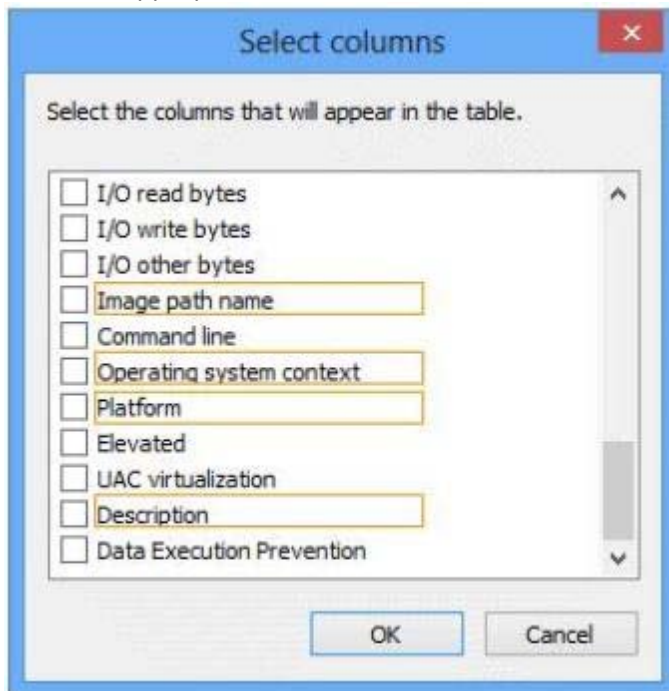 Select columns
Select the columns that will appear in the table.
I/O read bytes
I/O write bytes
I/O other bytes
Image path name
Command line
Operating system context
Platform
Elevated
UAC virtualization
Description
Data Execution Prevention
OK Cancel